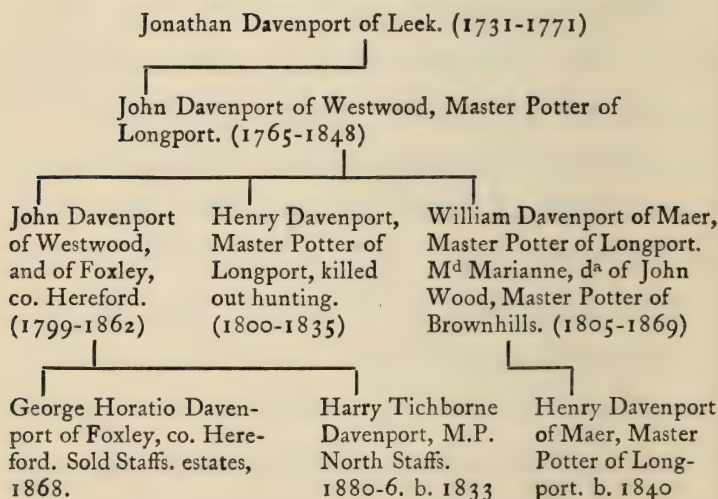 Jonathan Davenport of Leek. (1731-1771)
John Davenport of Westwood, Master Potter of
Longport. (1765-1848)
John Davenport
of Westwood,
and of Foxley,
co. Hereford.
(1799-1862)
Henry Davenport,
Master Potter of
Longport, killed
out hunting.
(1800-1835)
William Davenport of Maer,
Master Potter of Longport.
Mᵈ Marianne, dᵃ of John
Wood, Master Potter of
Brownhills. (1805-1869)
George Horatio Daven-
port of Foxley, co. Here-
ford. Sold Staffs. estates,
1868.
Harry Tichborne
Davenport, M.P.
North Staffs.
1880-6. b. 1833
Henry Davenport
of Maer, Master
Potter of Long-
port. b. 1840